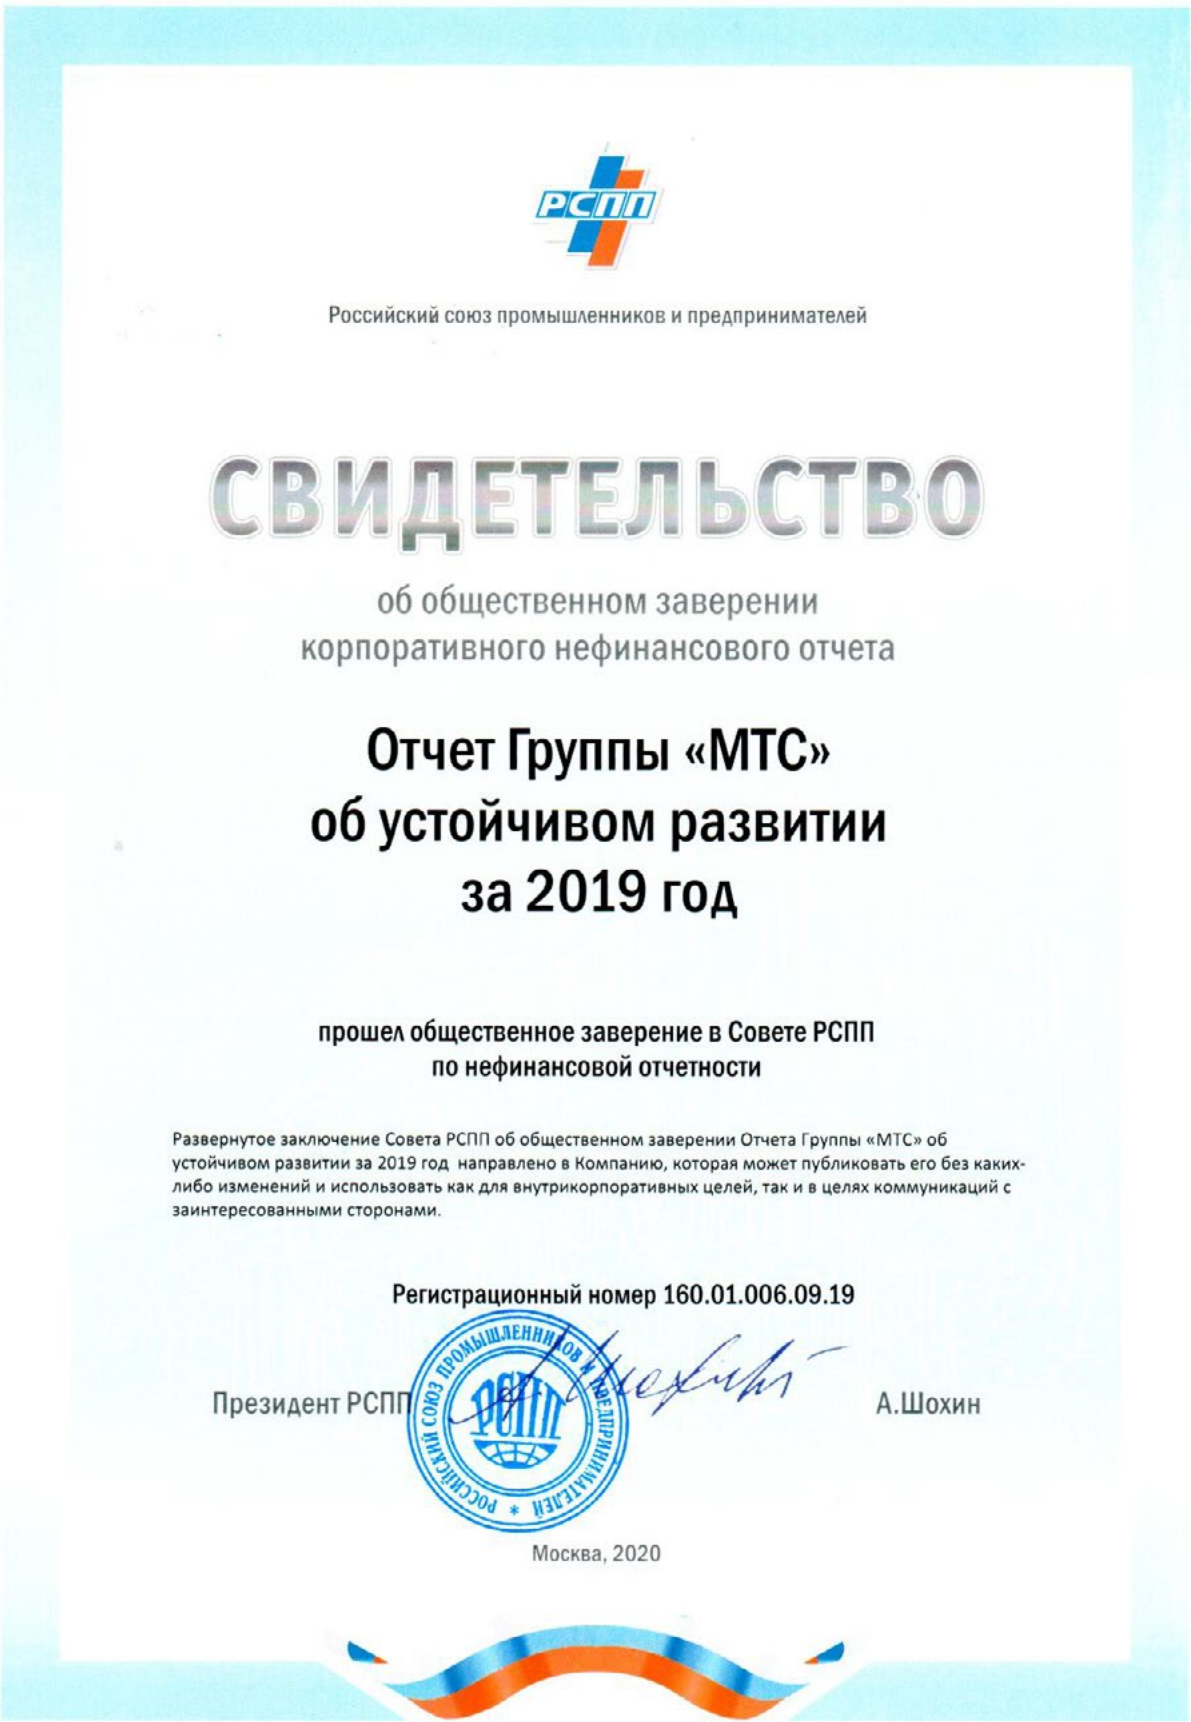 РСПП
Российский союз промышленников и предпринимателей
СВИДЕТЕЛЬСТВО
об общественном заверении
корпоративного нефинансового отчета
Отчет Группы «МТС»
об устойчивом развитии
за 2019 год
прошел общественное заверение в Совете РСПП
по нефинансовой отчетности
Развернутое заключение Совета РСПП об общественном заверении Отчета Группы «МТС» об
устойчивом развитии за 2019 год направлено в Компанию, которая может публиковать его без каких-
либо изменений и использовать как для внутрикорпоративных целей, так и в целях коммуникаций с
заинтересованными сторонами.
Регистрационный номер 160.01.006.09.19
Президент РСПП
РОССИЙСКИЙ СОЮЗ ПРОМЫШЛЕННИКОВ И ПРЕДПРИНИМАТЕЛЕЙ *
РСПП
А.Шохин
Москва, 2020